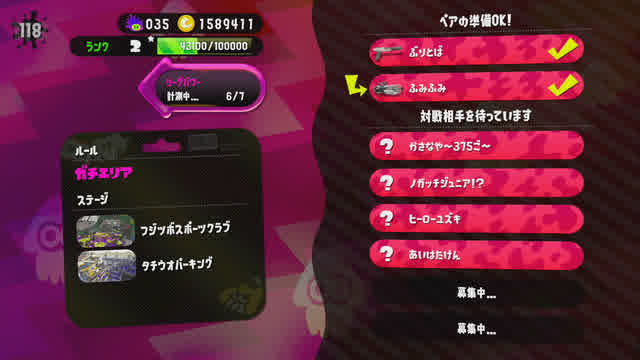 118
035
1589411
ランク 2 43100/100000
リーグパワー
計測中... 6/7
ルール
ガチエリア
ステージ
フジツボスポーツクラブ
タチウオパーキング
ペアの準備OK!
ぷりとば
ふみふみ
対戦相手を待っています
? かさなや〜375ご〜
? ノガッチジュニア!?
? ヒーローユズキ
? あいはたけん
募集中...
募集中...